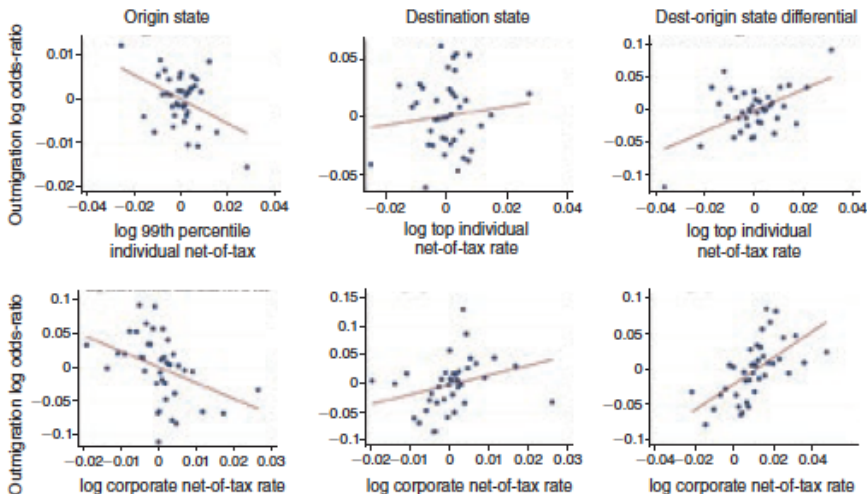 Origin state
Destination state
Dest-origin state differential
Outmigration log odds-ratio
0.01
0
−0.01
−0.02
−0.04 −0.02 0 0.02 0.04
log 99th percentile
individual net-of-tax
0.05
0
−0.05
−0.04 −0.02 0 0.02 0.04
log top individual
net-of-tax rate
0.1
0.05
0
−0.05
−0.1
−0.04 −0.02 0 0.02 0.04
log top individual
net-of-tax rate
Outmigration log odds-ratio
0.1
0.05
0
−0.05
−0.1
−0.02 −0.01 0 0.01 0.02 0.03
log corporate net-of-tax rate
0.15
0.1
0.05
0
−0.05
−0.1
−0.02 −0.01 0 0.01 0.02 0.03
log corporate net-of-tax rate
0.1
0.05
0
−0.05
0.1
0.02 0.04
log corporate net-of-tax rate